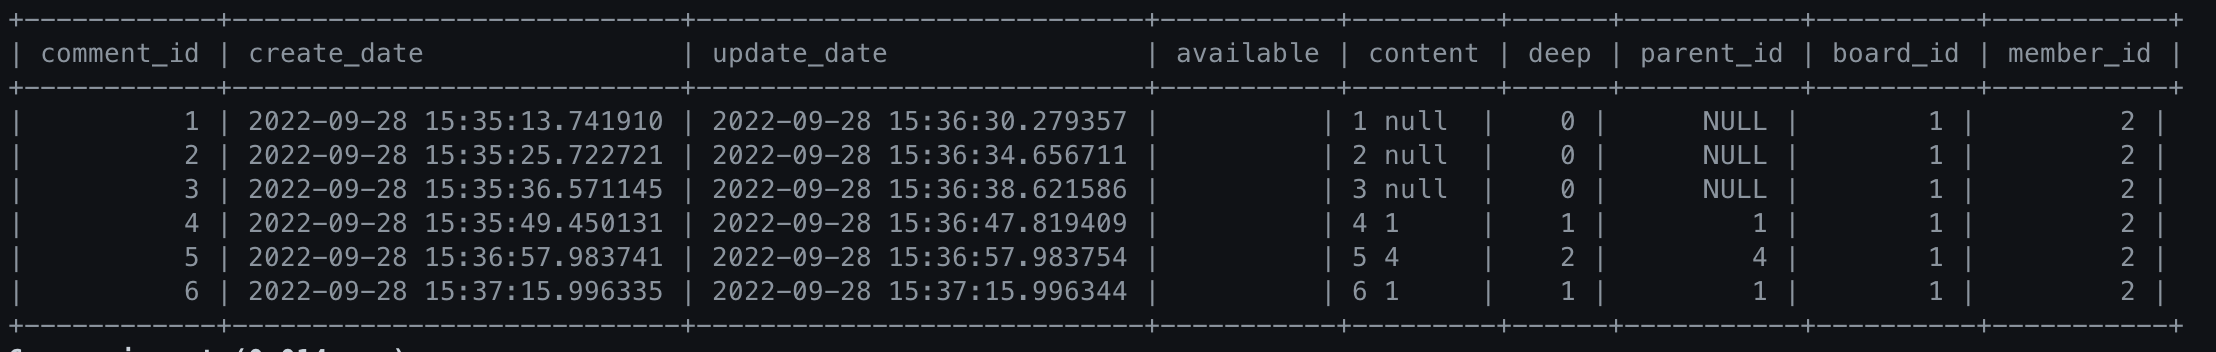 +------------+----------------------------+----------------------------+-----------+---------+------+-----------+----------+-----------+
| comment_id | create_date                | update_date                | available | content | deep | parent_id | board_id | member_id |
+------------+----------------------------+----------------------------+-----------+---------+------+-----------+----------+-----------+
|          1 | 2022-09-28 15:35:13.741910 | 2022-09-28 15:36:30.279357 |          | 1 null  |    0 |      NULL |        1 |         2 |
|          2 | 2022-09-28 15:35:25.722721 | 2022-09-28 15:36:34.656711 |          | 2 null  |    0 |      NULL |        1 |         2 |
|          3 | 2022-09-28 15:35:36.571145 | 2022-09-28 15:36:38.621586 |          | 3 null  |    0 |      NULL |        1 |         2 |
|          4 | 2022-09-28 15:35:49.450131 | 2022-09-28 15:36:47.819409 |          | 4 1     |    1 |         1 |        1 |         2 |
|          5 | 2022-09-28 15:36:57.983741 | 2022-09-28 15:36:57.983754 |          | 5 4     |    2 |         4 |        1 |         2 |
|          6 | 2022-09-28 15:37:15.996335 | 2022-09-28 15:37:15.996344 |          | 6 1     |    1 |         1 |        1 |         2 |
+------------+----------------------------+----------------------------+-----------+---------+------+-----------+----------+-----------+